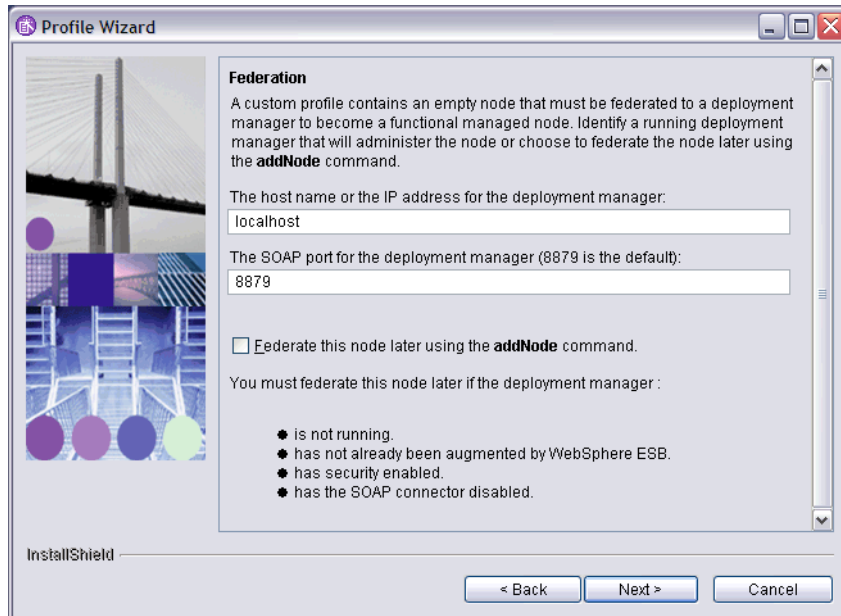 Profile Wizard
Federation
A custom profile contains an empty node that must be federated to a deployment
manager to become a functional managed node. Identify a running deployment
manager that will administer the node or choose to federate the node later using
the addNode command.
The host name or the IP address for the deployment manager:
localhost
The SOAP port for the deployment manager (8879 is the default):
8879
Federate this node later using the addNode command.
You must federate this node later if the deployment manager :
is not running.
has not already been augmented by WebSphere ESB.
has security enabled.
has the SOAP connector disabled.
InstallShield
< Back
Next >
Cancel